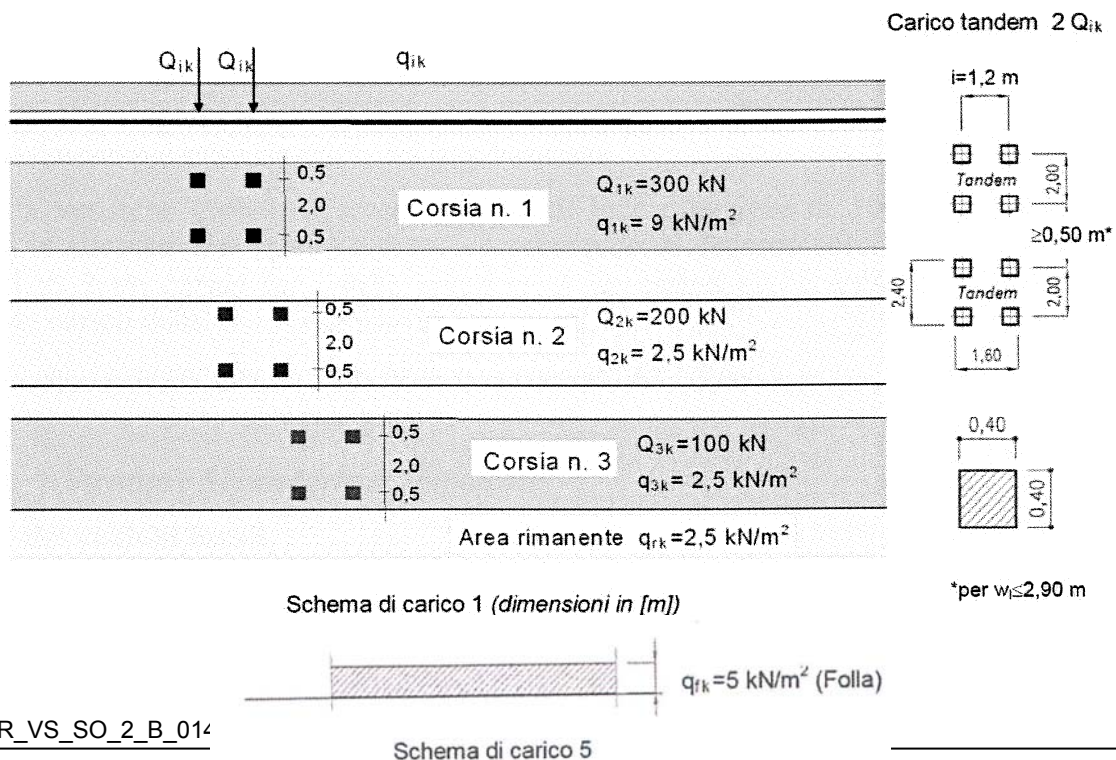 Carico tandem 2 Qik
Qik Qik qik
i=1,2 m
0,5
2,0
0,5
Corsia n. 1
Q1k=300 kN
q1k= 9 kN/m²
Tandem
2,00
≥0,50 m*
0,5
2,0
0,5
Corsia n. 2
Q2k=200 kN
q2k= 2,5 kN/m²
2,40
Tandem
2,00
1,60
0,5
2,0
0,5
Corsia n. 3
Q3k=100 kN
q3k= 2,5 kN/m²
0,40
0,40
Area rimanente qrk=2,5 kN/m²
*per wl≤2,90 m
Schema di carico 1 (dimensioni in [m])
qfk=5 kN/m² (Folla)
R_VS_SO_2_B_014
Schema di carico 5